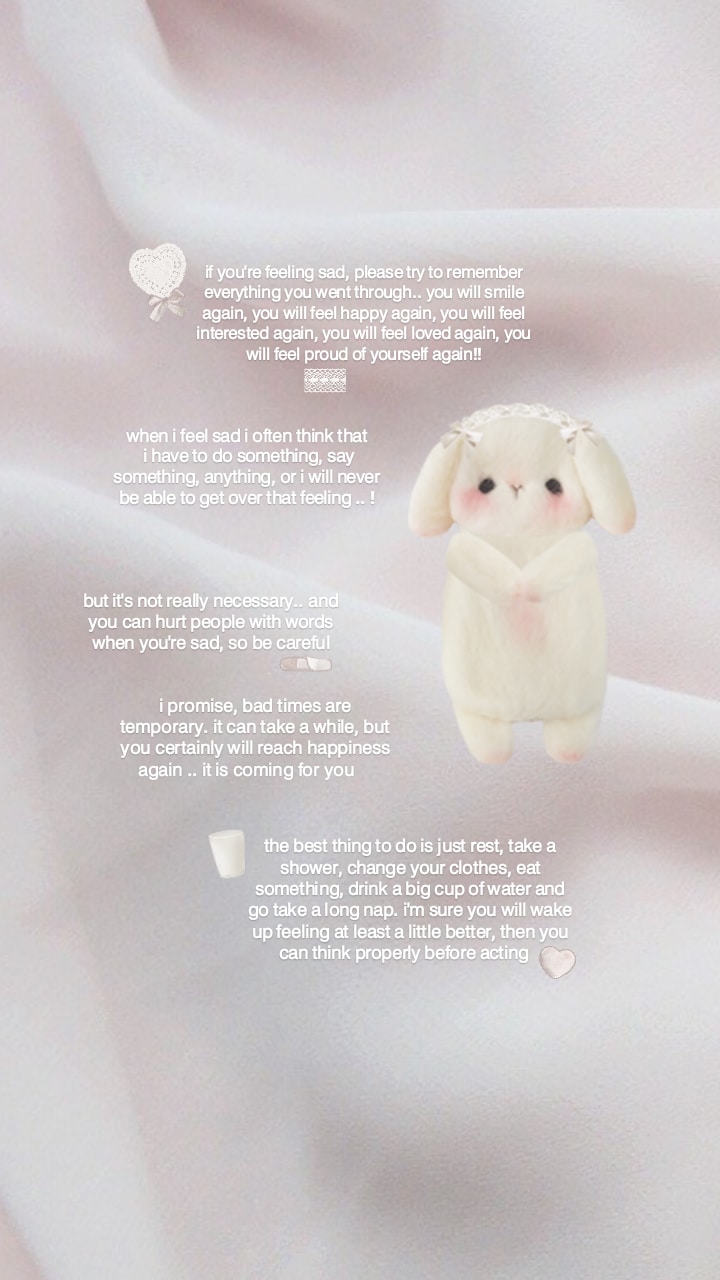 if you're feeling sad, please try to remember
everything you went through.. you will smile
again, you will feel happy again, you will feel
interested again, you will feel loved again, you
will feel proud of yourself again!!
when i feel sad i often think that
i have to do something, say
something, anything, or i will never
be able to get over that feeling .. !
but it's not really necessary.. and
you can hurt people with words
when you're sad, so be careful
i promise, bad times are
temporary. it can take a while, but
you certainly will reach happiness
again .. it is coming for you
the best thing to do is just rest, take a
shower, change your clothes, eat
something, drink a big cup of water and
go take a long nap. i'm sure you will wake
up feeling at least a little better, then you
can think properly before acting